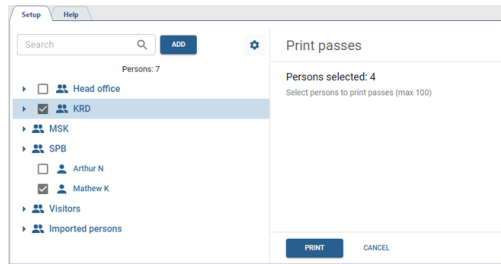 Setup
Help
Search
ADD
Persons: 7
Head office
KRD
MSK
SPB
Arthur N
Mathew K
Visitors
Imported persons
Print passes
Persons selected: 4
Select persons to print passes (max 100)
PRINT
CANCEL